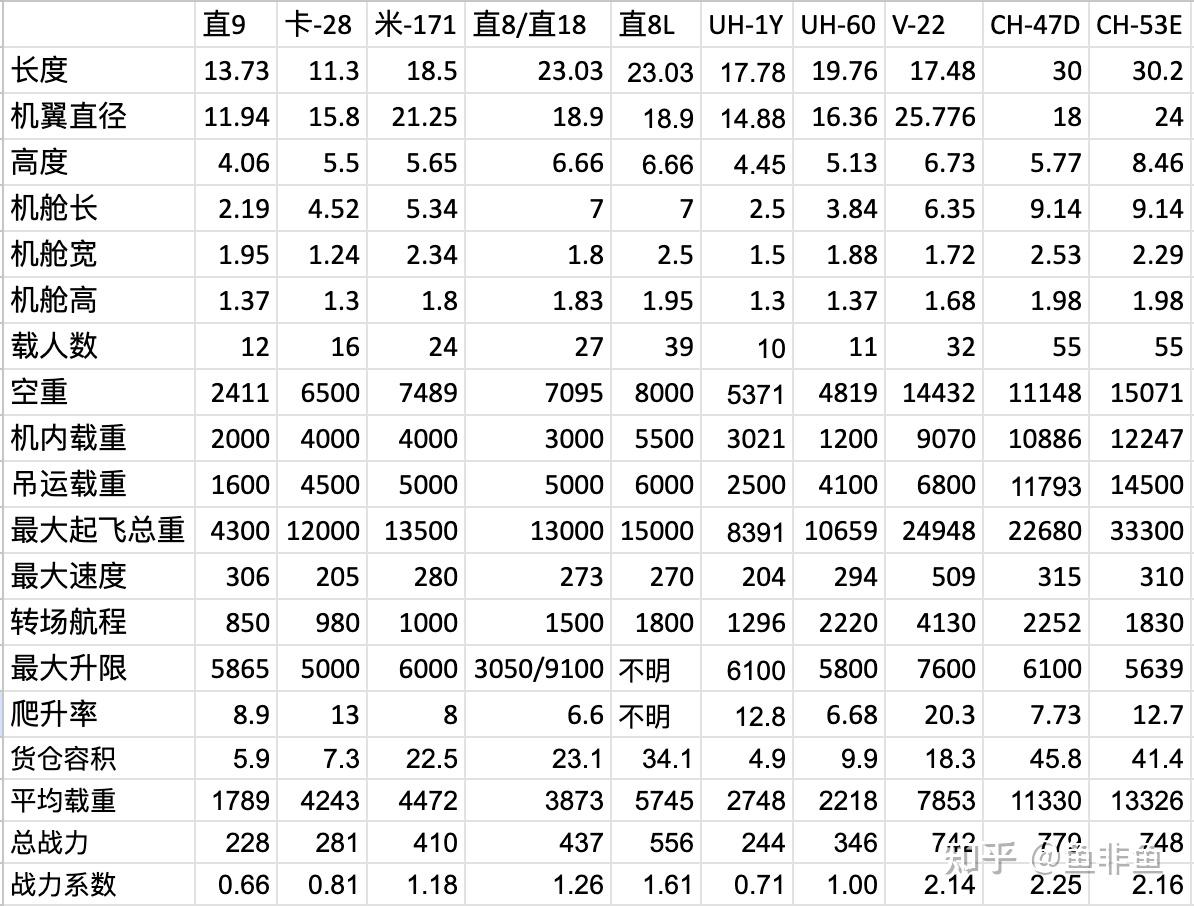 直9 卡-28 米-171 直8/直18 直8L UH-1Y UH-60 V-22 CH-47D CH-53E
长度 13.73 11.3 18.5 23.03 23.03 17.78 19.76 17.48 30 30.2
机翼直径 11.94 15.8 21.25 18.9 18.9 14.88 16.36 25.776 18 24
高度 4.06 5.5 5.65 6.66 6.66 4.45 5.13 6.73 5.77 8.46
机舱长 2.19 4.52 5.34 7 7 2.5 3.84 6.35 9.14 9.14
机舱宽 1.95 1.24 2.34 1.8 2.5 1.5 1.88 1.72 2.53 2.29
机舱高 1.37 1.3 1.8 1.83 1.95 1.3 1.37 1.68 1.98 1.98
载人数 12 16 24 27 39 10 11 32 55 55
空重 2411 6500 7489 7095 8000 5371 4819 14432 11148 15071
机内载重 2000 4000 4000 3000 5500 3021 1200 9070 10886 12247
吊运载重 1600 4500 5000 5000 6000 2500 4100 6800 11793 14500
最大起飞总重 4300 12000 13500 13000 15000 8391 10659 24948 22680 33300
最大速度 306 205 280 273 270 204 294 509 315 310
转场航程 850 980 1000 1500 1800 1296 2220 4130 2252 1830
最大升限 5865 5000 6000 3050/9100 不明 6100 5800 7600 6100 5639
爬升率 8.9 13 8 6.6 不明 12.8 6.68 20.3 7.73 12.7
货仓容积 5.9 7.3 22.5 23.1 34.1 4.9 9.9 18.3 45.8 41.4
平均载重 1789 4243 4472 3873 5745 2748 2218 7853 11330 13326
总战力 228 281 410 437 556 244 346 742 779 748
战力系数 0.66 0.81 1.18 1.26 1.61 0.71 1.00 2.14 2.25 2.16
知乎 @鱼非鱼